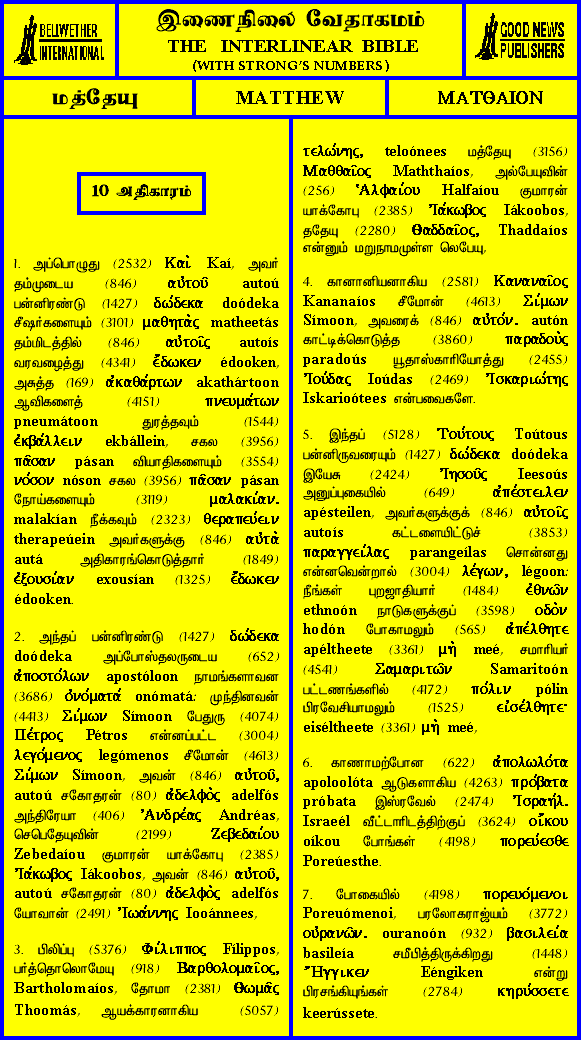 BELLWETHER
INTERNATIONAL
இணைநிலை வேதாகமம்
THE INTERLINEAR BIBLE
(WITH STRONG'S NUMBERS)
GOOD NEWS
PUBLISHERS
மத்தேயு
MATTHEW
ΜΑΤΘΑΙΟΝ
10 அதிகாரம்
1. அப்பொழுது (2532) Καὶ Kaí, அவர்
தம்முடைய (846) αὐτοῦ autoú
பன்னிரண்டு (1427) δώδεκα doódeka
சீஷர்களையும் (3101) μαθητὰς matheetás
தம்மிடத்தில் (846) αὐτοῖς autoís
வரவழைத்து (4341) ἔδωκεν édooken,
அசுத்த (169) ἀκαθάρτων akathártoon
ஆவிகளைத் (4151) πνευμάτων
pneumátoon துரத்தவும் (1544)
ἐκβάλλειν ekbállein, சகல (3956)
πᾶσαν pásan வியாதிகளையும் (3554)
νόσον nóson சகல (3956) πᾶσαν pásan
நோய்களையும் (3119) μαλακίαν.
malakían நீக்கவும் (2323) θεραπεύειν
therapeúein அவர்களுக்கு (846) αὐτὰ
autá அதிகாரங்கொடுத்தார் (1849)
ἐξουσίαν exousían (1325) ἔδωκεν
édooken.
2. அந்தப் பன்னிரண்டு (1427) δώδεκα
doódeka அப்போஸ்தலருடைய (652)
ἀποστόλων apostóloon நாமங்களாவன
(3686) ὀνόματά onómatá: முந்தினவன்
(4413) Σίμων Símoon பேதுரு (4074)
Πέτρος Pétros என்னப்பட்ட (3004)
λεγόμενος legómenos சீமோன் (4613)
Σίμων Símoon, அவன் (846) αὐτοῦ,
autoú சகோதரன் (80) ἀδελφὸς adelfós
அந்திரேயா (406) Ἀνδρέας Andréas,
செபெதேயுவின் (2199) Ζεβεδαίου
Zebedaíou குமாரன் யாக்கோபு (2385)
Ἰάκωβος Iákoobos, அவன் (846) αὐτοῦ,
autoú சகோதரன் (80) ἀδελφὸς adelfós
யோவான் (2491) Ἰωάννης Iooánnees,
3. பிலிப்பு (5376) Φίλιππος Fílippos,
பர்த்தொலொமேயு (918) Βαρθολομαῖος,
Bartholomaíos, தோமா (2381) Θωμᾶς
Thoomás, ஆயக்காரனாகிய (5057)
τελώνης, teloónees மத்தேயு (3156)
Μαθθαῖος Maththaíos, அல்பேயுவின்
(256) Ἁλφαίου Halfaíou குமாரன்
யாக்கோபு (2385) Ἰάκωβος Iákoobos,
ததேயு (2280) Θαδδαῖος, Thaddaíos
என்னும் மறுநாமமுள்ள லெபேயு,
4. கானானியனாகிய (2581) Καναναῖος
Kananaíos சீமோன் (4613) Σίμων
Símoon, அவரைக் (846) αὐτόν. autón
காட்டிக்கொடுத்த (3860) παραδοὺς
paradoús யூதாஸ்காரியோத்து (2455)
Ἰούδας Ioúdas (2469) Ἰσκαριώτης
Iskarioótees என்பவைகளே.
5. இந்தப் (5128) Τούτους Toútous
பன்னிருவரையும் (1427) δώδεκα doódeka
இயேசு (2424) Ἰησοῦς Ieesoús
அனுப்புகையில் (649) ἀπέστειλεν
apésteilen, அவர்களுக்குக் (846) αὐτοῖς
autoís கட்டளையிட்டுச் (3853)
παραγγείλας parangeílas சொன்னது
என்னவென்றால் (3004) λέγων, légoon:
நீங்கள் புறஜாதியார் (1484) ἐθνῶν
ethnoón நாடுகளுக்குப் (3598) ὁδὸν
hodón போகாமலும் (565) ἀπέλθητε
apéltheete (3361) μὴ meé, சமாரியர்
(4541) Σαμαριτῶν Samaritoón
பட்டணங்களில் (4172) πόλιν pólin
பிரவேசியாமலும் (1525) εἰσέλθητε·
eiséltheete (3361) μὴ meé,
6. காணாமற்போன (622) ἀπολωλότα
apoloolóta ஆடுகளாகிய (4263) πρόβατα
próbata இஸ்ரவேல் (2474) Ἰσραήλ.
Israeél வீட்டாரிடத்திற்குப் (3624) οἴκου
oíkou போங்கள் (4198) πορεύεσθε
Poreúesthe.
7. போகையில் (4198) πορευόμενοι
Poreuómenoi, பரலோகராஜ்யம் (3772)
οὐρανῶν. ouranoón (932) βασιλεία
basileía சமீபித்திருக்கிறது (1448)
Ἤγγικεν Eéngiken என்று
பிரசங்கியுங்கள் (2784) κηρύσσετε
keerússete.